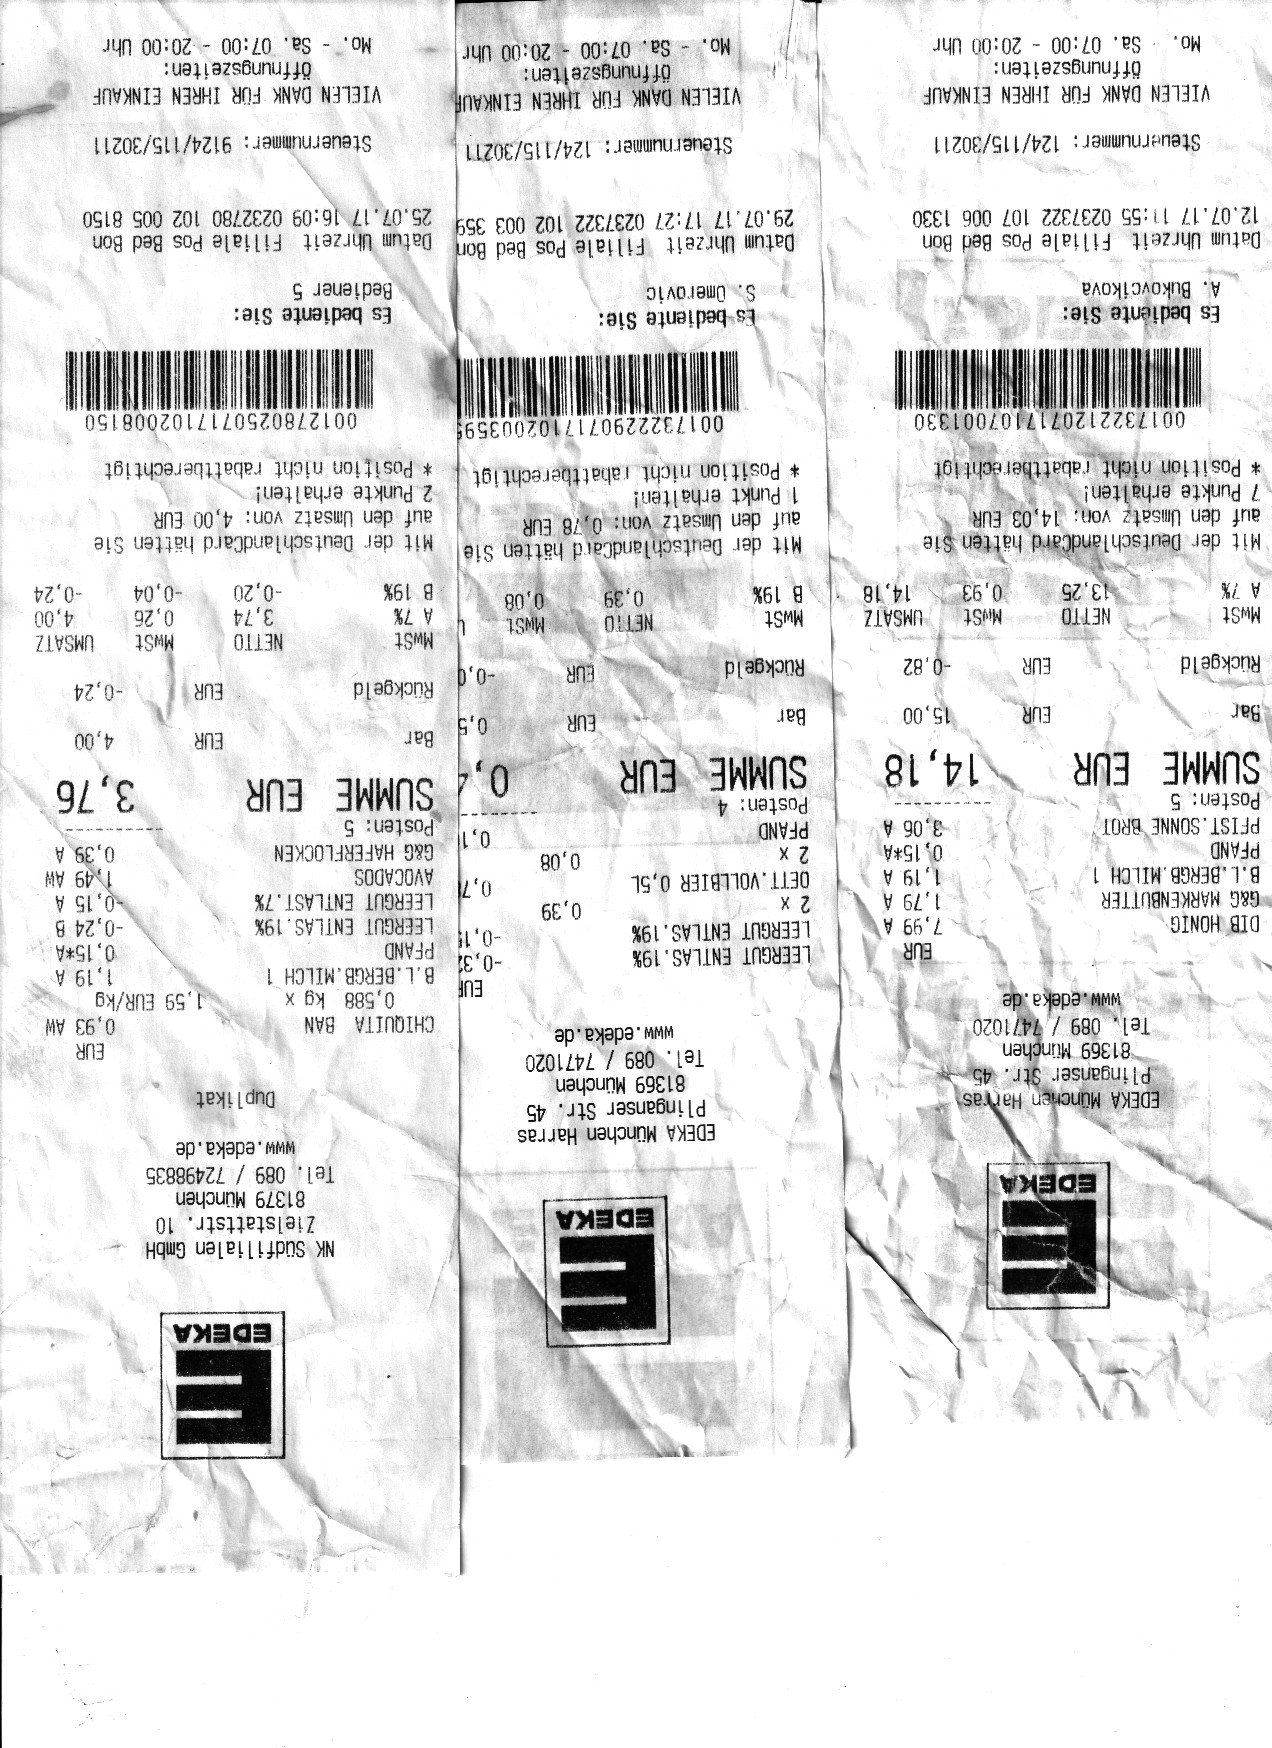 EDEKA
EDEKA München Harras
Plinganser Str. 45
81369 München
Tel. 089 / 7471020
www.edeka.de
EUR
DIB HONIG 7,99 A
G&G MARKENBUTTER 1,79 A
B.L.BERGB.MILCH 1 1,19 A
PFAND 0,15*A
PFIST.SONNE BROT 3,06 A
Posten: 5
----------
SUMME EUR 14,18
Bar EUR 15,00
Rückgeld EUR -0,82
MwSt NETTO MwSt UMSATZ
A 7% 13,25 0,93 14,18
Mit der DeutschlandCard hätten Sie
auf den Umsatz von: 14,03 EUR
7 Punkte erhalten!
* Position nicht rabattberechtigt
0017322120717107001330
Es bediente Sie:
A. Bukovcikova
Datum Uhrzeit Filiale Pos Bed Bon
12.07.17 11:55 0237322 107 006 1330
Steuernummer: 124/115/30211
VIELEN DANK FÜR IHREN EINKAUF
Öffnungszeiten:
Mo. - Sa. 07:00 - 20:00 Uhr
EDEKA
EDEKA München Harras
Plinganser Str. 45
81369 München
Tel. 089 / 7471020
www.edeka.de
LEERGUT ENTLAS.19% -0,32
LEERGUT ENTLAS.19% -0,1
2 x 0,39
OETT.VOLLBIER 0,5L 0,7
2 x 0,08
PFAND 0,1
Posten: 4
----------
SUMME EUR 0,
Bar EUR 0,5
Rückgeld EUR -0,0
MwSt NETTO MwSt
B 19% 0,39 0,08
Mit der DeutschlandCard hätten Sie
auf den Umsatz von: 0,78 EUR
1 Punkt erhalten!
* Position nicht rabattberechtigt
001732229071710200359
Es bediente Sie:
S. Omerovic
Datum Uhrzeit Filiale Pos Bed Bon
29.07.17 17:27 0237322 102 003 359
Steuernummer: 124/115/30211
VIELEN DANK FÜR IHREN EINKAUF
Öffnungszeiten:
Mo. - Sa. 07:00 - 20:00 Uhr
EDEKA
NK Südfilialen GmbH
Zielstattstr. 10
81379 München
Tel. 089 / 72498835
www.edeka.de
Duplikat
EUR
CHIQUITA BAN 0,93 AW
0,588 kg x 1,59 EUR/kg
B.L.BERGB.MILCH 1 1,19 A
PFAND 0,15*A
LEERGUT ENTLAS.19% -0,24 B
LEERGUT ENTLAST.7% -0,15 A
AVOCADOS 1,49 AW
G&G HAFERFLOCKEN 0,39 A
Posten: 5
----------
SUMME EUR 3,76
Bar EUR 4,00
Rückgeld EUR -0,24
MwSt NETTO MwSt UMSATZ
A 7% 3,74 0,26 4,00
B 19% -0,20 -0,04 -0,24
Mit der DeutschlandCard hätten Sie
auf den Umsatz von: 4,00 EUR
2 Punkte erhalten!
* Position nicht rabattberechtigt
0012780250717102008150
Es bediente Sie:
Bediener 5
Datum Uhrzeit Filiale Pos Bed Bon
25.07.17 16:09 0232780 102 005 8150
Steuernummer: 9124/115/30211
VIELEN DANK FÜR IHREN EINKAUF
Öffnungszeiten:
Mo. - Sa. 07:00 - 20:00 Uhr